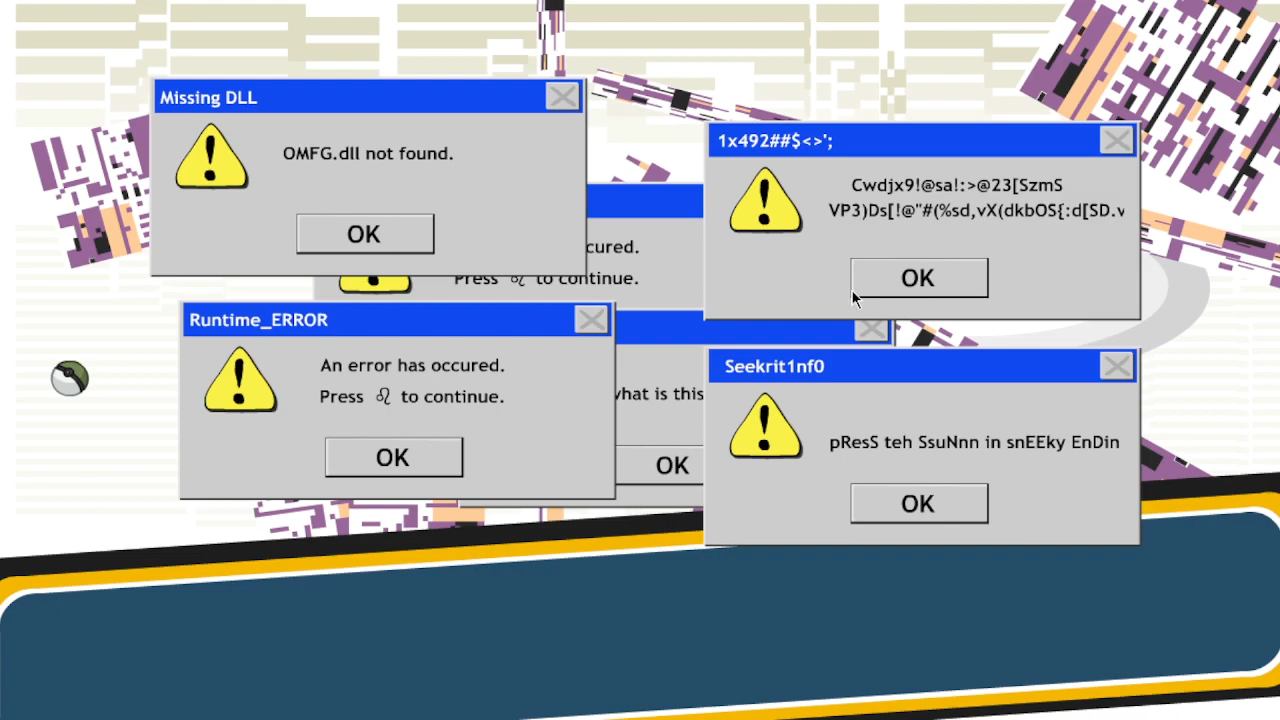 Missing DLL
OMFG.dll not found.
OK
1x492##$<>';
Cwdjx9!@sa!:>@23[SzmS
VP3)Ds[!@"#(%sd,vX(dkbOS{:d[SD.v
OK
cured.
Press ♌ to continue.
Runtime_ERROR
An error has occured.
Press ♌ to continue.
OK
what is this
OK
Seekrit1nf0
pResS teh SsuNnn in snEEky EnDin
OK